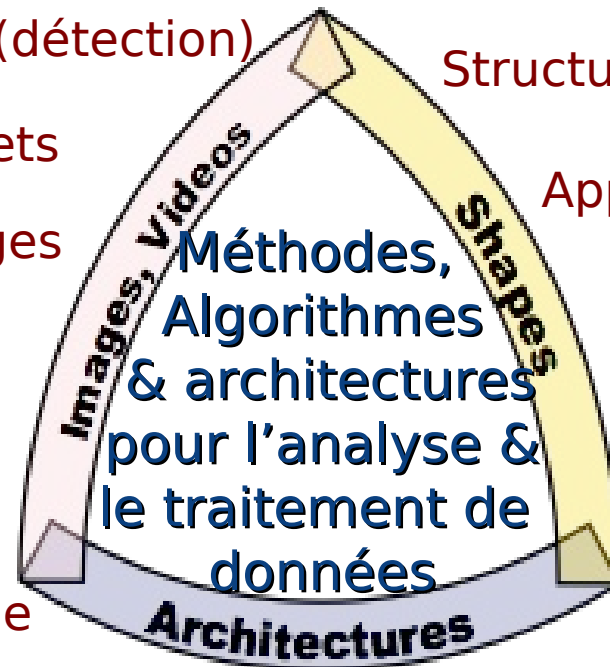 (détection)
Structu
ets
App
ges
Images, Videos
Shapes
Méthodes,
Algorithmes
& architectures
pour l’analyse &
le traitement de
données
e
Architectures